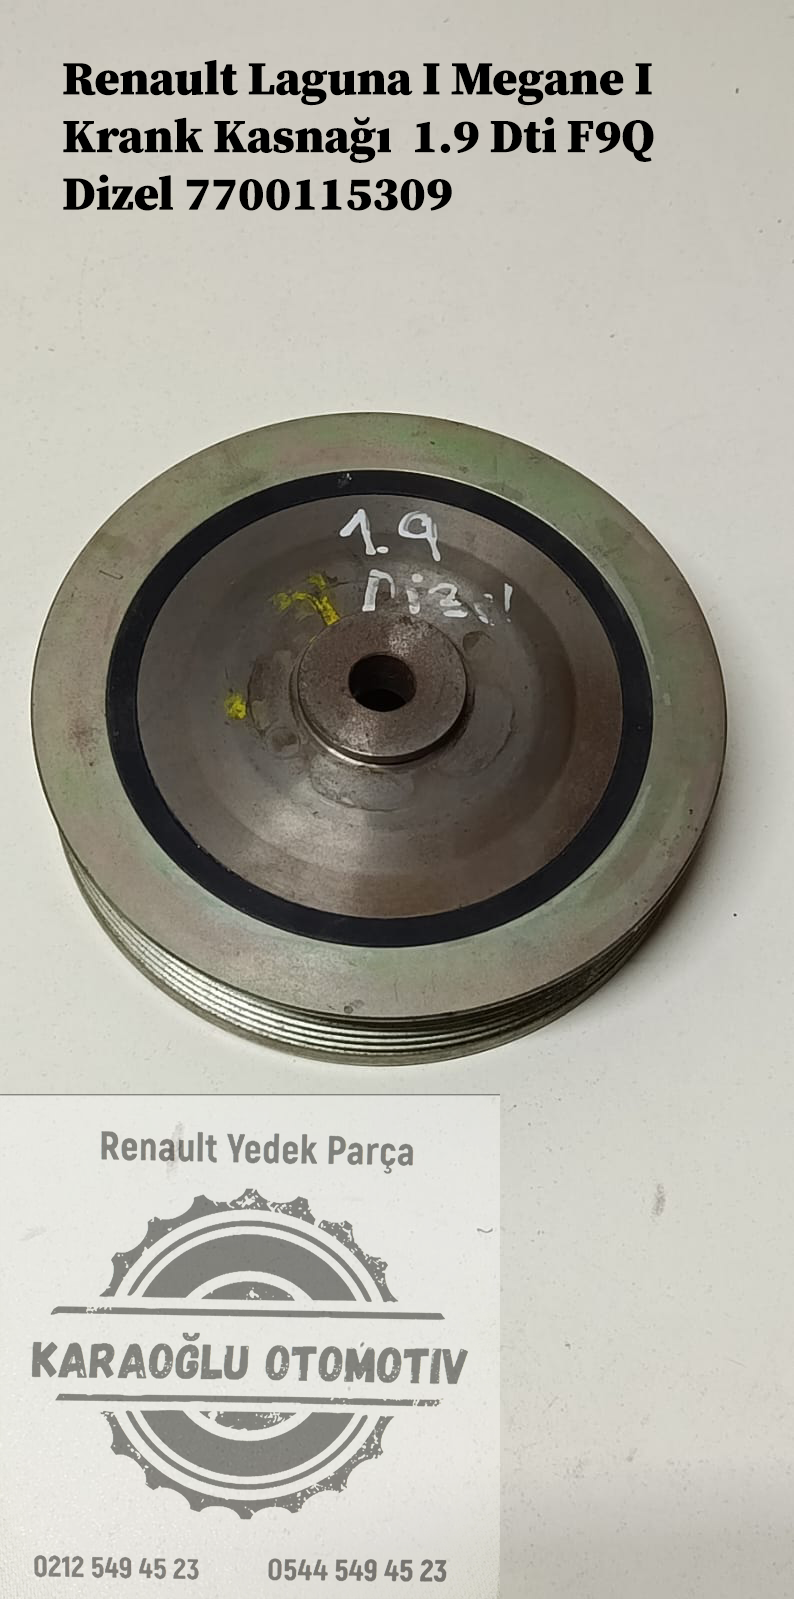 Renault Laguna I Megane I
Krank Kasnağı 1.9 Dti F9Q
Dizel 7700115309
1.9
Dizel
Renault Yedek Parça
KARAOĞLU OTOMOTIV
0212 549 45 23 0544 549 45 23